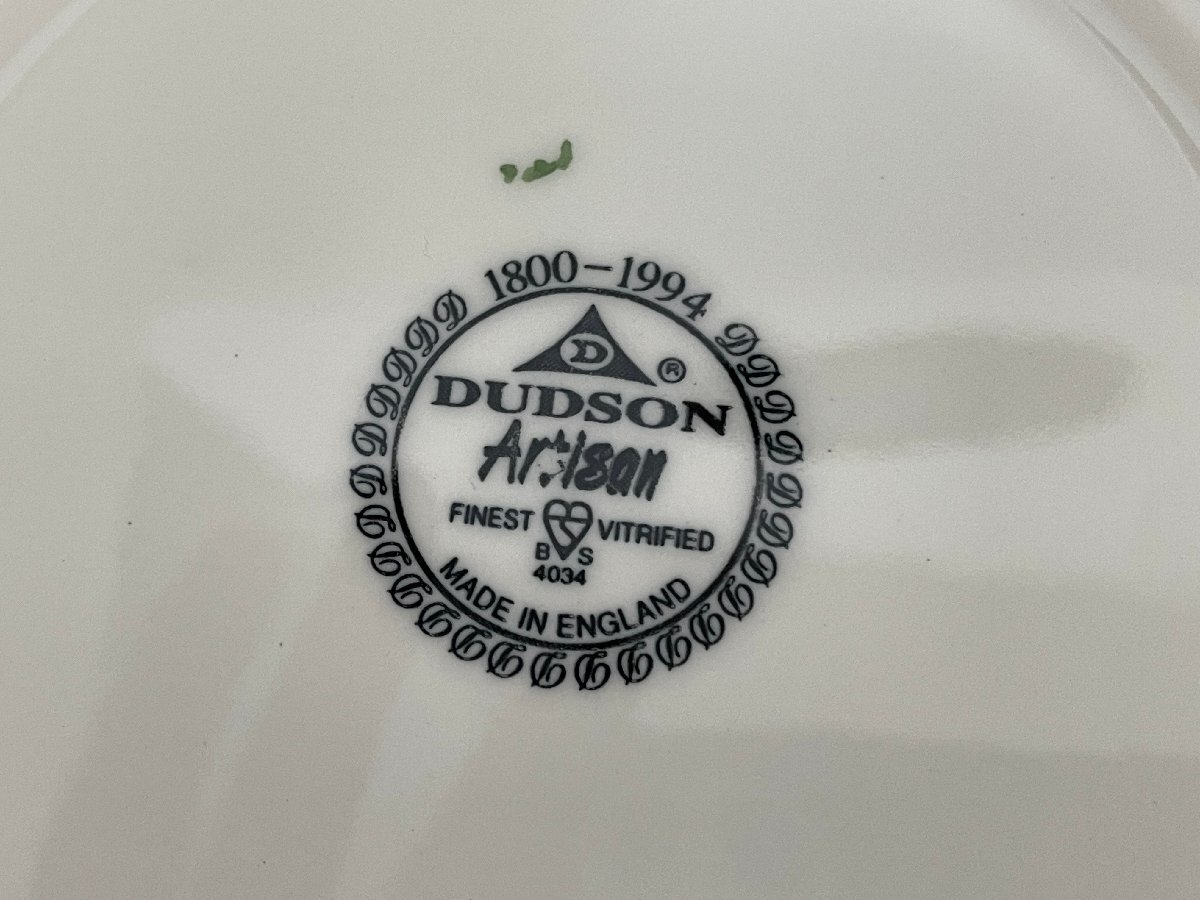 1800-1994
D ®
DUDSON
Artisan
FINEST VITRIFIED
B S
4034
MADE IN ENGLAND